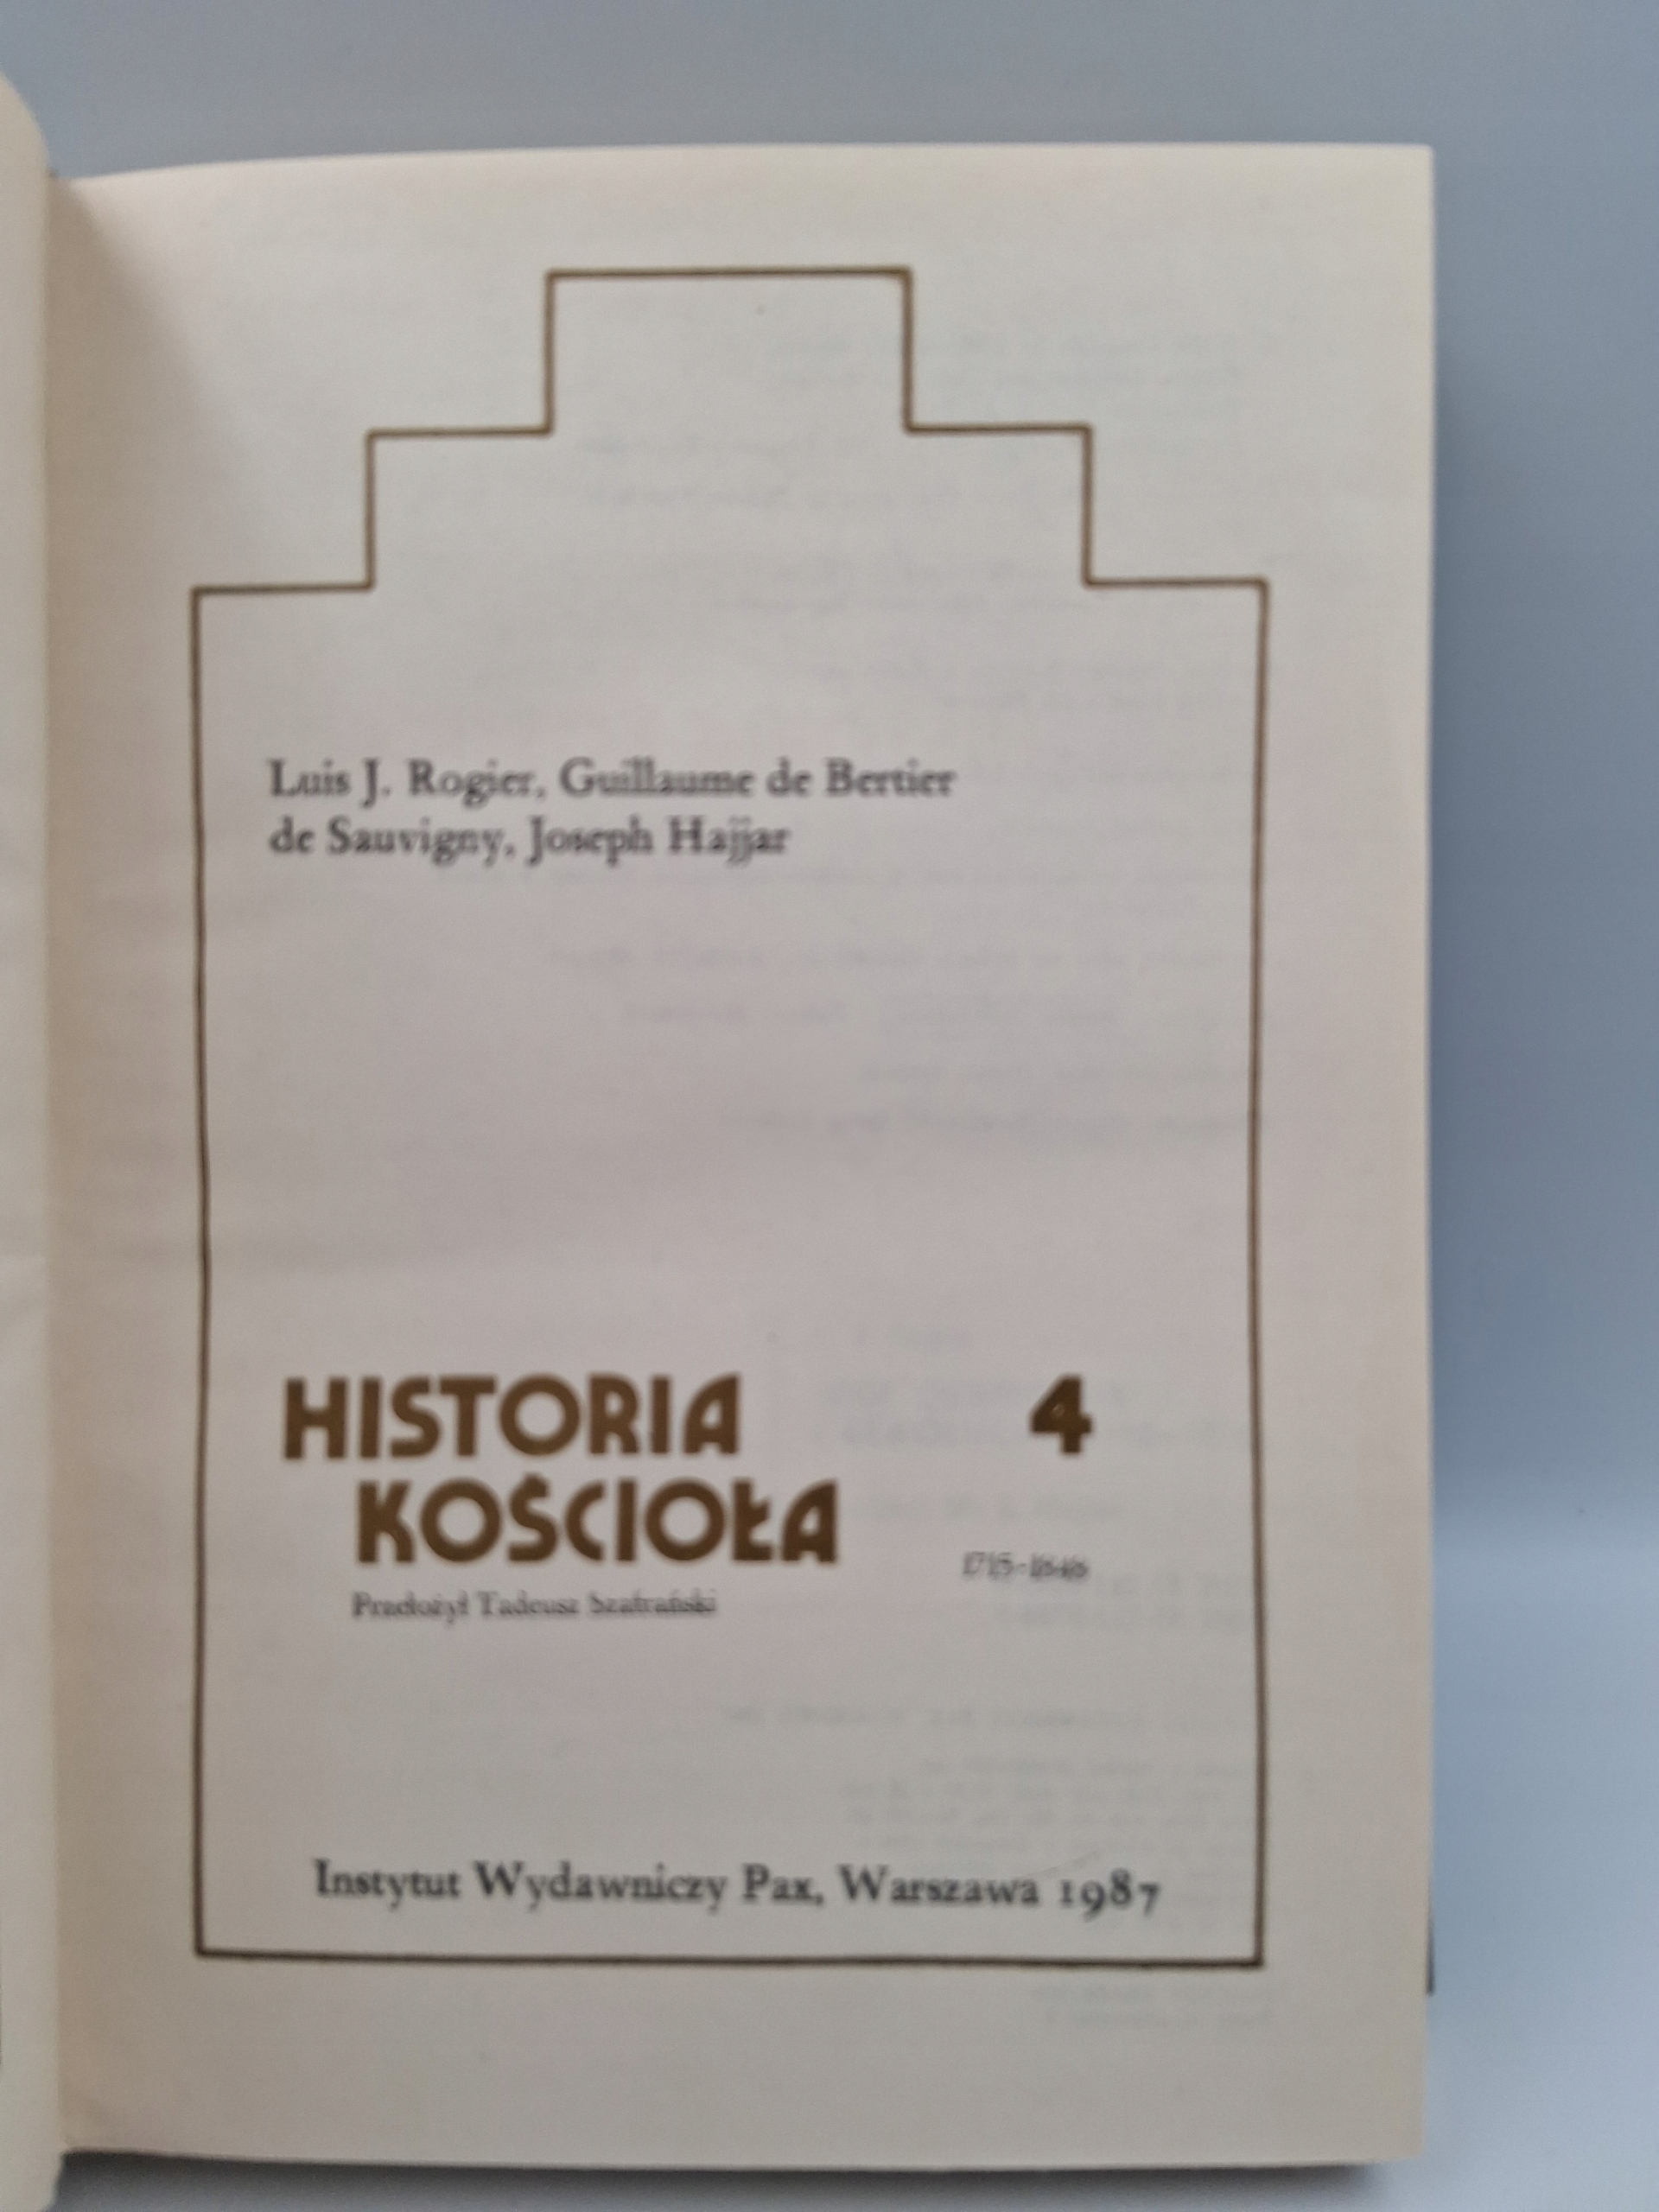 Luis J. Rogier, Guillaume de Bertier
de Sauvigny, Joseph Hajjar
HISTORIA 4
KOŚCIOŁA
1715-1848
Przełożył Tadeusz Szafrański
Instytut Wydawniczy Pax, Warszawa 1987